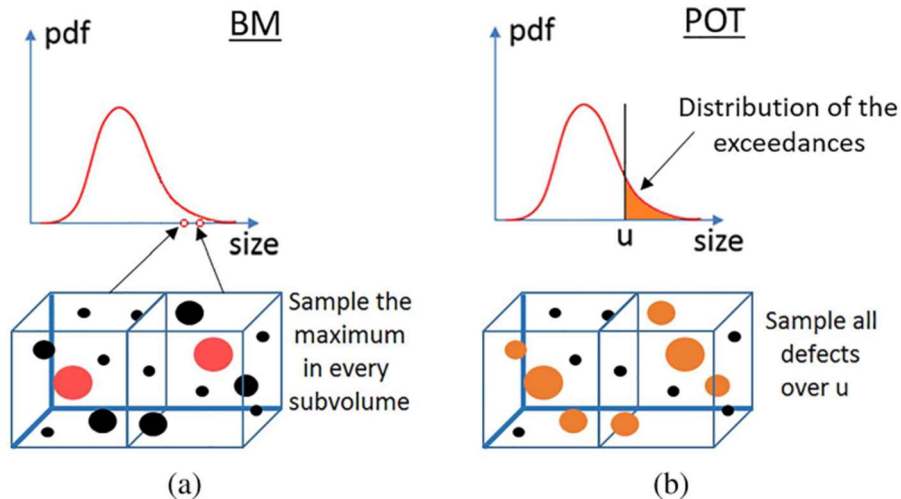 BM
pdf
size
Sample the
maximum
in every
subvolume
(a)
POT
pdf
Distribution of the
exceedances
u
size
Sample all
defects
over u
(b)